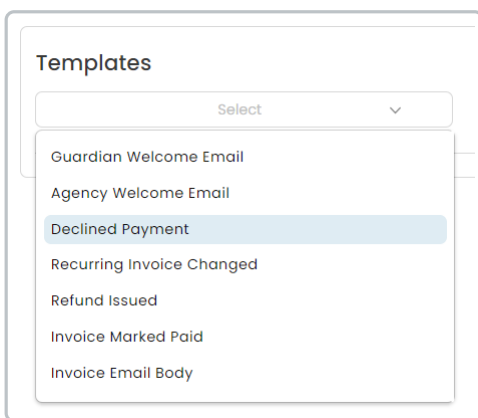 Templates
Select
Guardian Welcome Email
Agency Welcome Email
Declined Payment
Recurring Invoice Changed
Refund Issued
Invoice Marked Paid
Invoice Email Body